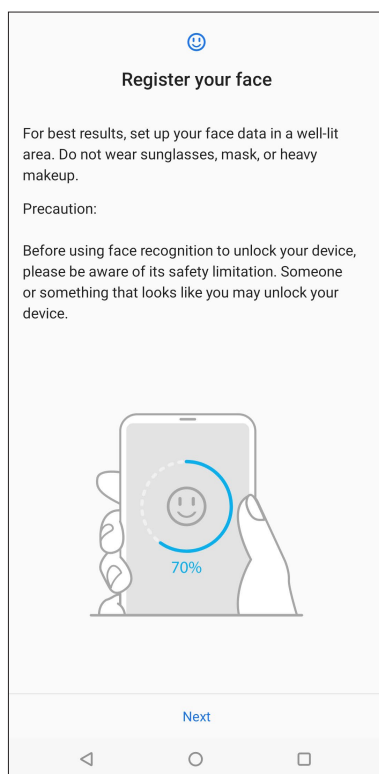 Register your face
For best results, set up your face data in a well-lit
area. Do not wear sunglasses, mask, or heavy
makeup.
Precaution:
Before using face recognition to unlock your device,
please be aware of its safety limitation. Someone
or something that looks like you may unlock your
device.
70%
Next